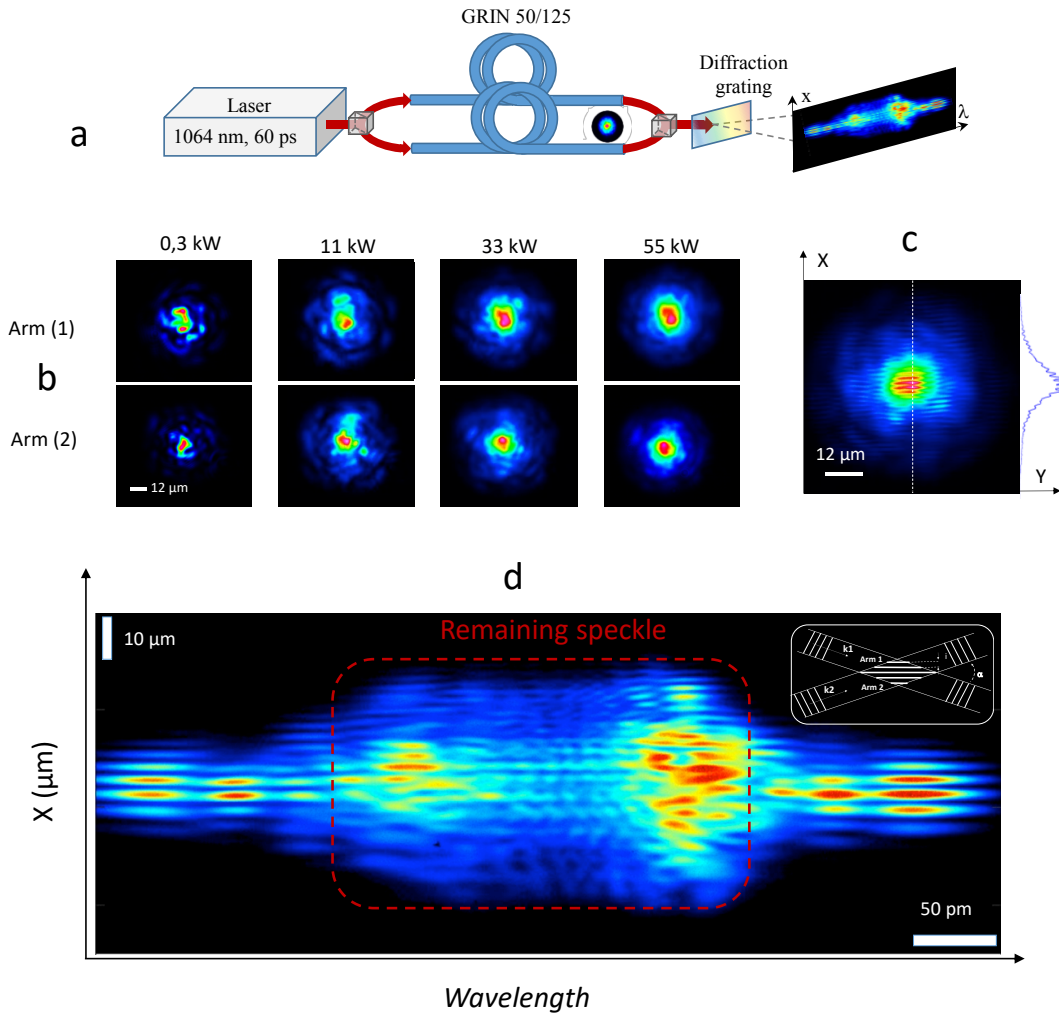 GRIN 50/125
Diffraction
grating
Laser
1064 nm, 60 ps
x
λ
a
0,3 kW
11 kW
33 kW
55 kW
c
X
Arm (1)
b
Arm (2)
12 µm
12 µm
Y
d
10 µm
Remaining speckle
k1
Arm 1
i
α
k2
Arm 2
X (µm)
50 pm
Wavelength